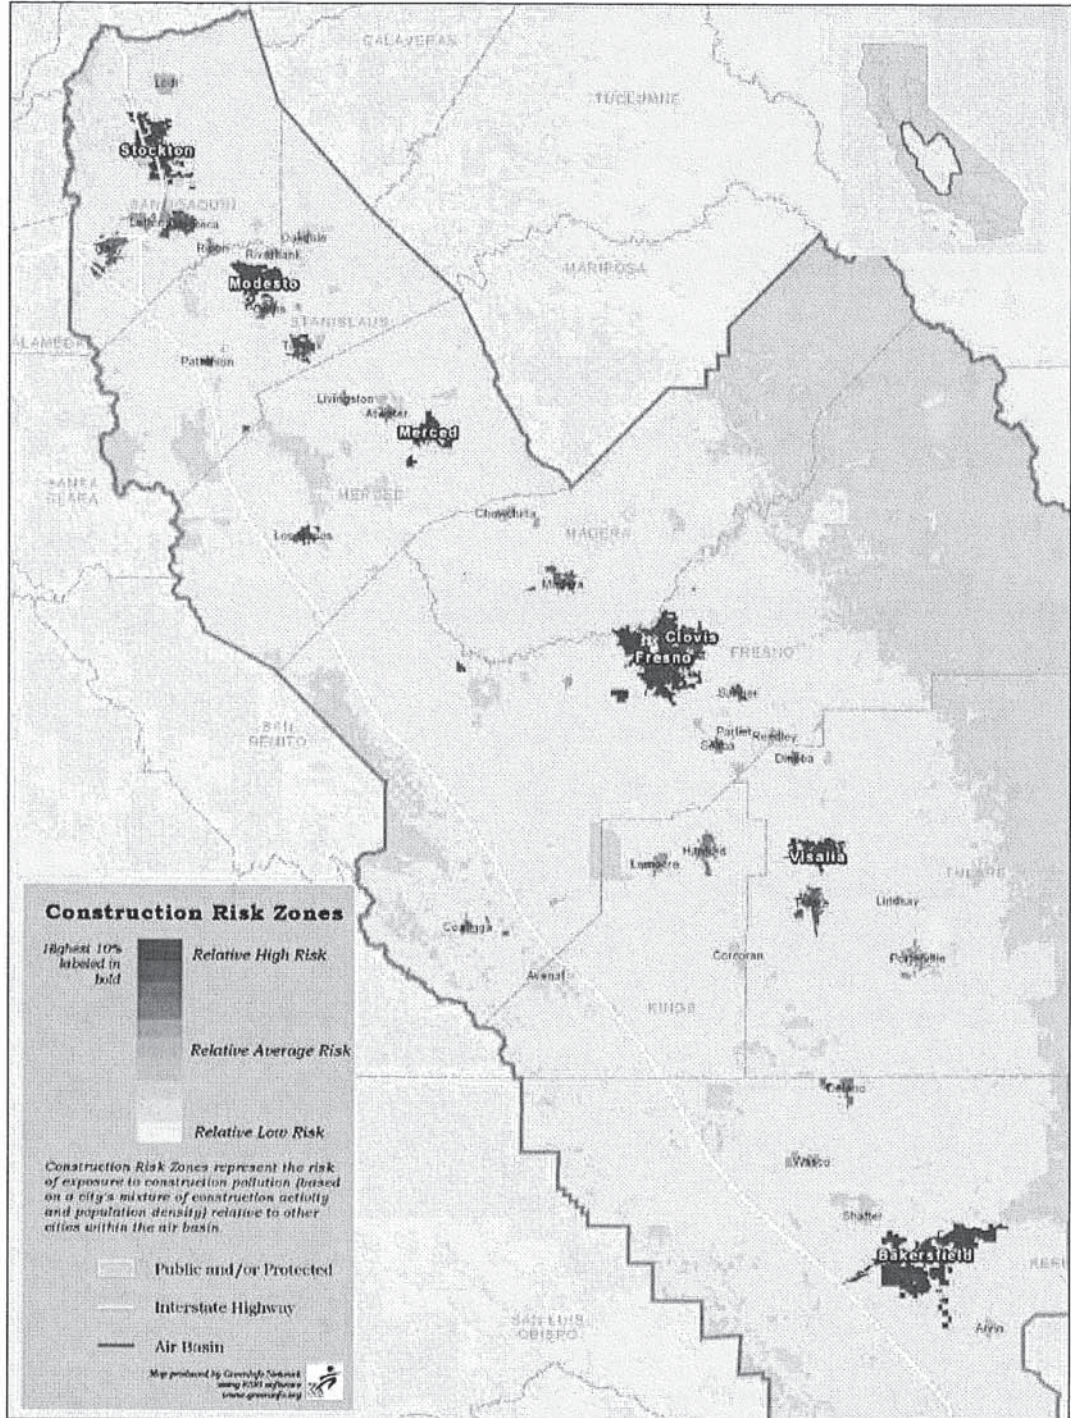 CALAVERAS
TUOLUMNE
Lodi
Stockton
SAN JOAQUIN
Ripon
Oakdale
Riverbank
Modesto
MARIPOSA
STANISLAUS
ALAMEDA
Patterson
Livingston
Atwater
Merced
SANTA
CLARA
MERCED
Chowchilla
MADERA
Madera
Clovis
Fresno
FRESNO
SAN
BENITO
Parlier
Reedley
Selma
Dinuba
Hanford
Lemoore
Visalia
TULARE
Tulare
Lindsay
Coalinga
Corcoran
Porterville
Avenal
KINGS
Delano
Wasco
Shafter
Bakersfield
KERN
SAN LUIS
OBISPO
Arvin
Construction Risk Zones
Highest 10%
labeled in
bold
Relative High Risk
Relative Average Risk
Relative Low Risk
Construction Risk Zones represent the risk
of exposure to construction pollution (based
on a city's mixture of construction activity
and population density) relative to other
cities within the air basin.
Public and/or Protected
Interstate Highway
Air Basin
Map produced by GreenInfo Network
using ESRI software
www.greeninfo.org